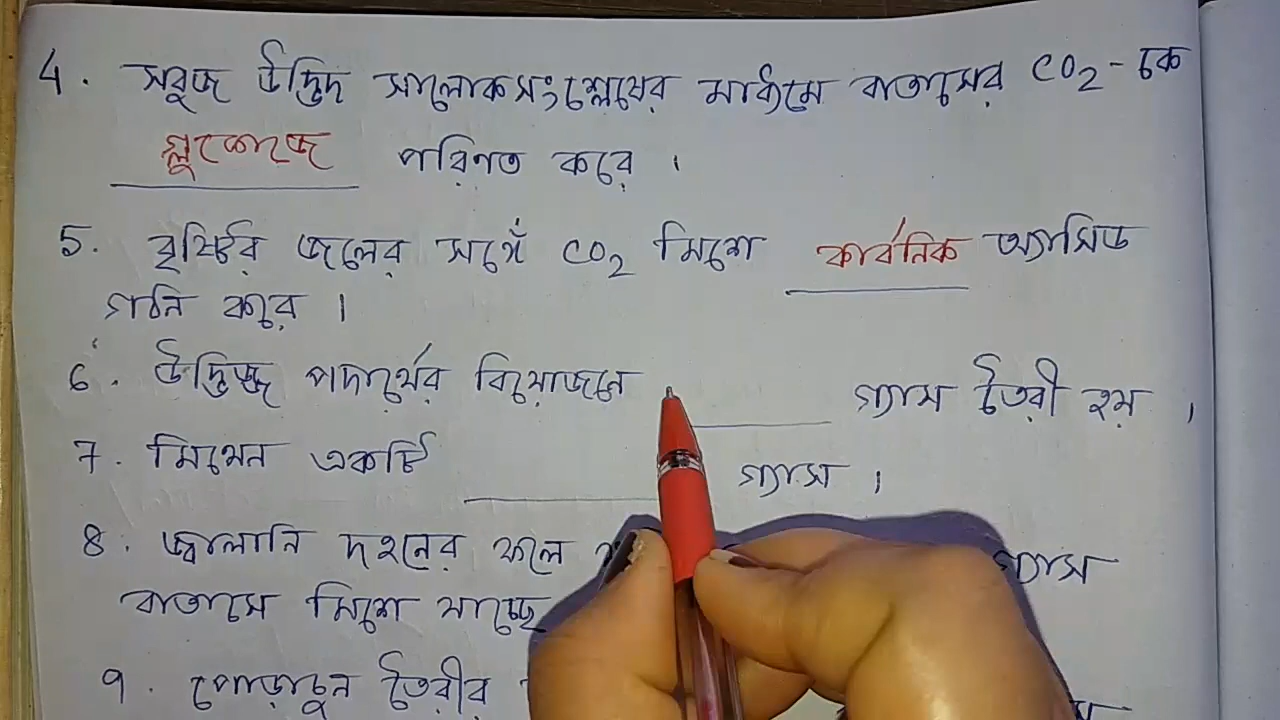 4. সবুজ উদ্ভিদ সালোকসংশ্লেষের মাধ্যমে বাতাসের CO2-কে
গ্লুকোজে পরিণত করে ।
5. বৃষ্টির জলের সঙ্গে CO2 মিশে কার্বনিক অ্যাসিড
গঠন করে ।
6. উদ্ভিজ্জ পদার্থের বিয়োজনে গ্যাস তৈরী হয় ।
7. মিথেন একটি গ্যাস ।
8. জ্বালানি দহনের ফলে গ্যাস
বাতাসে মিশে যাচ্ছে
9. পোড়াচুন তৈরীর